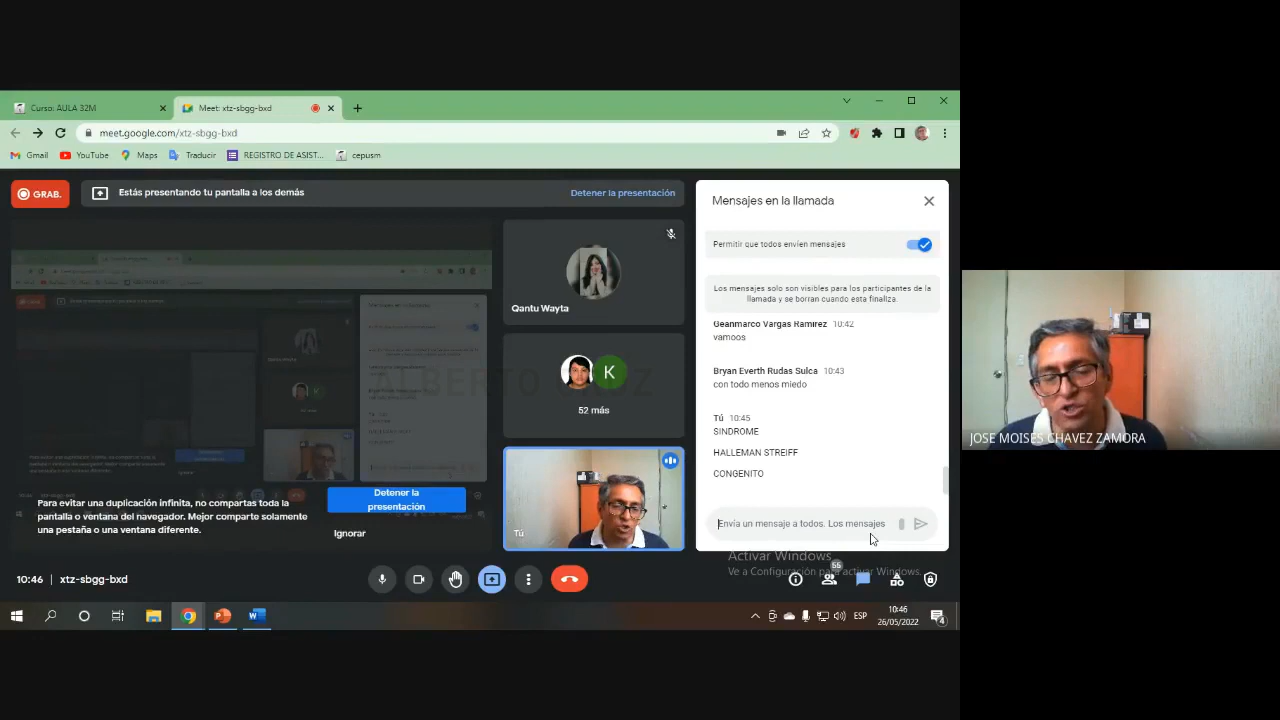 Curso: AULA 32M
Meet: xtz-sbgg-bxd
meet.google.com/xtz-sbgg-bxd
Gmail
YouTube
Maps
Traducir
REGISTRO DE ASIST...
cepusm
GRAB.
Estás presentando tu pantalla a los demás
Detener la presentación
Qantu Wayta
K
52 más
Tú
Para evitar una duplicación infinita, no compartas toda la
pantalla o ventana del navegador. Mejor comparte solamente
una pestaña o una ventana diferente.
Detener la
presentación
Ignorar
Mensajes en la llamada
Permitir que todos envíen mensajes
Los mensajes solo son visibles para los participantes de la
llamada y se borran cuando esta finaliza.
Geanmarco Vargas Ramirez 10:42
vamoos
Bryan Everth Rudas Sulca 10:43
con todo menos miedo
Tú 10:45
SINDROME
HALLEMAN STREIFF
CONGENITO
Envía un mensaje a todos. Los mensajes
Activar Windows
Ve a Configuración para activar Windows.
10:46 | xtz-sbgg-bxd
55
ESP
10:46
26/05/2022
4
JOSE MOISES CHAVEZ ZAMORA